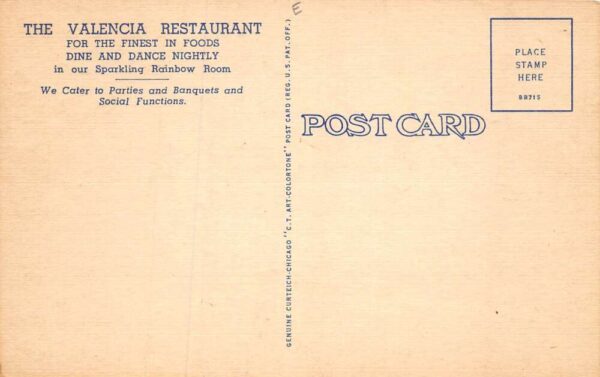 THE VALENCIA RESTAURANT
FOR THE FINEST IN FOODS
DINE AND DANCE NIGHTLY
in our Sparkling Rainbow Room
We Cater to Parties and Banquets and
Social Functions.
E
GENUINE CURTEICH-CHICAGO "C.T. ART-COLORTONE" POST CARD (REG. U.S. PAT. OFF.)
POST CARD
PLACE
STAMP
HERE